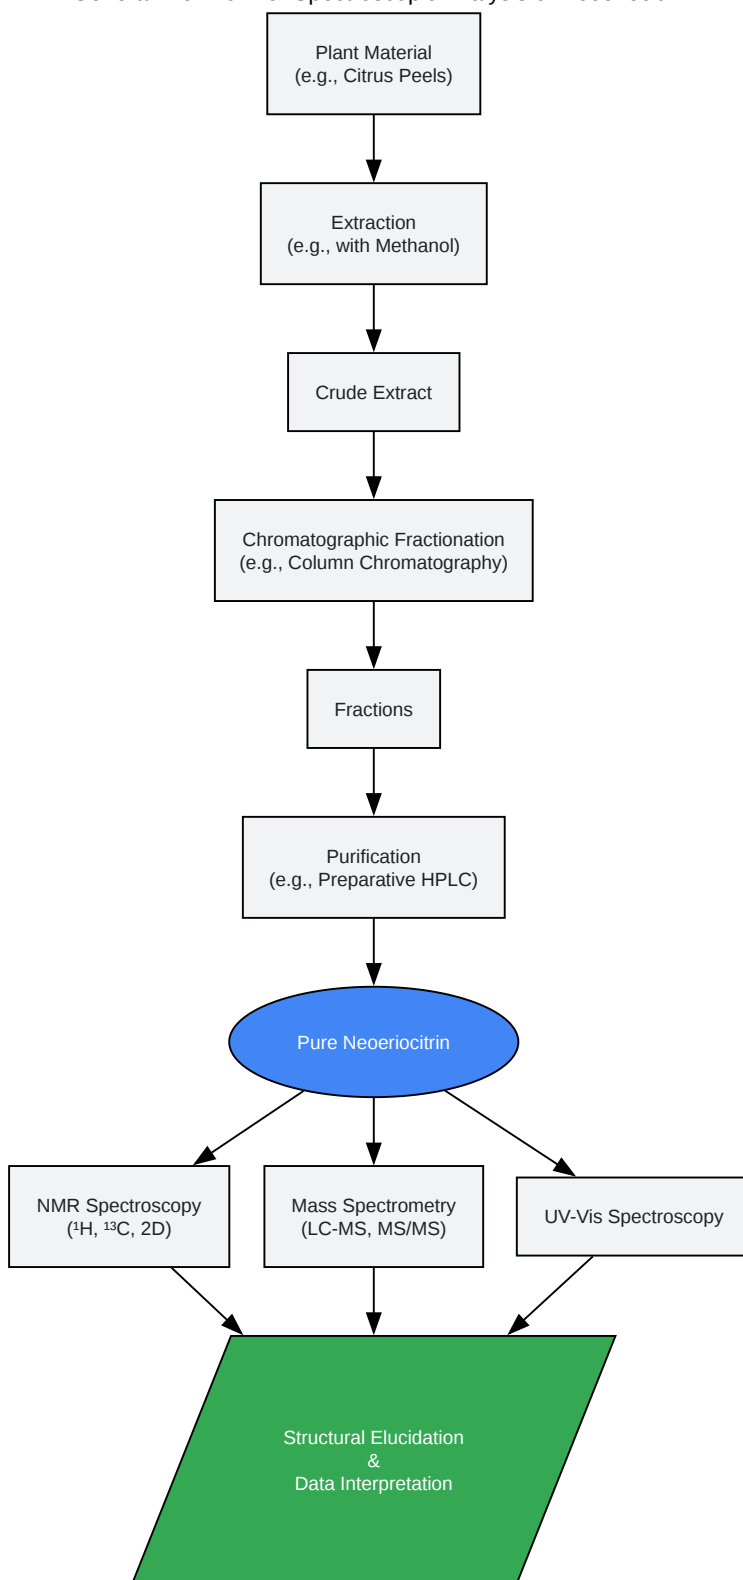 Plant Material
(e.g., Citrus Peels)
Extraction
(e.g., with Methanol)
Crude Extract
Chromatographic Fractionation
(e.g., Column Chromatography)
Fractions
Purification
(e.g., Preparative HPLC)
Pure Neoeriocitrin
NMR Spectroscopy
(¹H, ¹³C, 2D)
Mass Spectrometry
(LC-MS, MS/MS)
UV-Vis Spectroscopy
Structural Elucidation
&
Data Interpretation